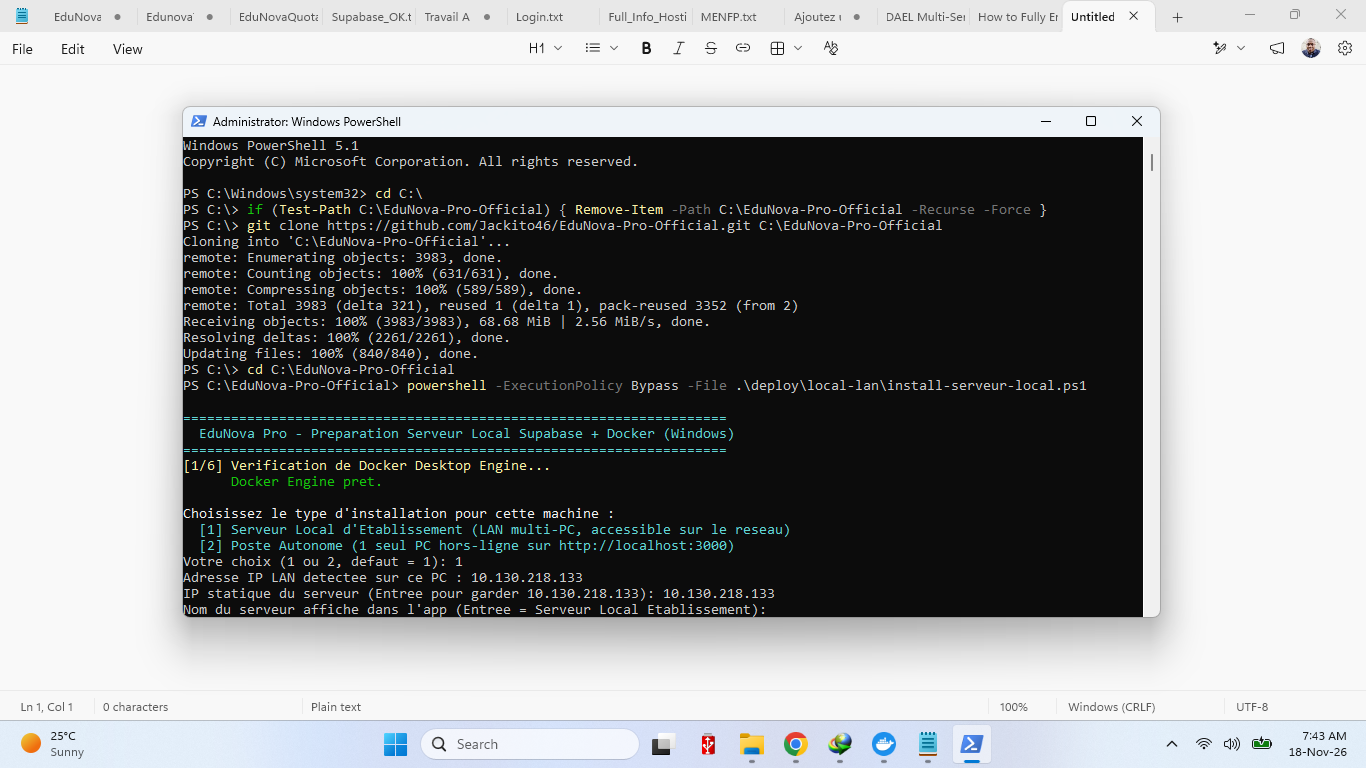 EduNova
Edunova
EduNovaQuota
Supabase_OK.t
Travail A
Login.txt
Full_Info_Hosti
MENFP.txt
Ajoutez
DAEL Multi-Ser
How to Fully Er
Untitled
File
Edit
View
H1
Administrator: Windows PowerShell
Windows PowerShell 5.1
Copyright (C) Microsoft Corporation. All rights reserved.
PS C:\Windows\system32> cd C:\
PS C:\> if (Test-Path C:\EduNova-Pro-Official) { Remove-Item -Path C:\EduNova-Pro-Official -Recurse -Force }
PS C:\> git clone https://github.com/Jackito46/EduNova-Pro-Official.git C:\EduNova-Pro-Official
Cloning into 'C:\EduNova-Pro-Official'...
remote: Enumerating objects: 3983, done.
remote: Counting objects: 100% (631/631), done.
remote: Compressing objects: 100% (589/589), done.
remote: Total 3983 (delta 321), reused 1 (delta 1), pack-reused 3352 (from 2)
Receiving objects: 100% (3983/3983), 68.68 MiB | 2.56 MiB/s, done.
Resolving deltas: 100% (2261/2261), done.
Updating files: 100% (840/840), done.
PS C:\> cd C:\EduNova-Pro-Official
PS C:\EduNova-Pro-Official> powershell -ExecutionPolicy Bypass -File .\deploy\local-lan\install-serveur-local.ps1
====================================================================
EduNova Pro - Preparation Serveur Local Supabase + Docker (Windows)
====================================================================
[1/6] Verification de Docker Desktop Engine...
Docker Engine pret.
Choisissez le type d'installation pour cette machine :
[1] Serveur Local d'Etablissement (LAN multi-PC, accessible sur le reseau)
[2] Poste Autonome (1 seul PC hors-ligne sur http://localhost:3000)
Votre choix (1 ou 2, defaut = 1): 1
Adresse IP LAN detectee sur ce PC : 10.130.218.133
IP statique du serveur (Entree pour garder 10.130.218.133): 10.130.218.133
Nom du serveur affiche dans l'app (Entree = Serveur Local Etablissement):
Ln 1, Col 1
0 characters
Plain text
100%
Windows (CRLF)
UTF-8
25°C
Sunny
Search
7:43 AM
18-Nov-26